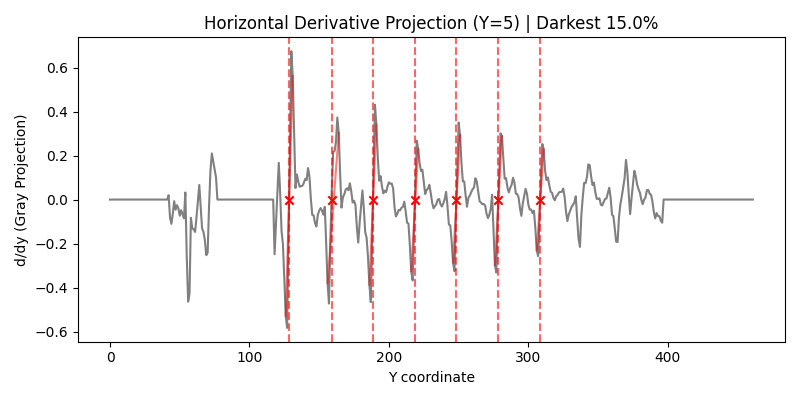 Horizontal Derivative Projection (Y=5) | Darkest 15.0%
d/dy (Gray Projection)
0.6
0.4
0.2
0.0
−0.2
−0.4
−0.6
0 100 200 300 400
Y coordinate